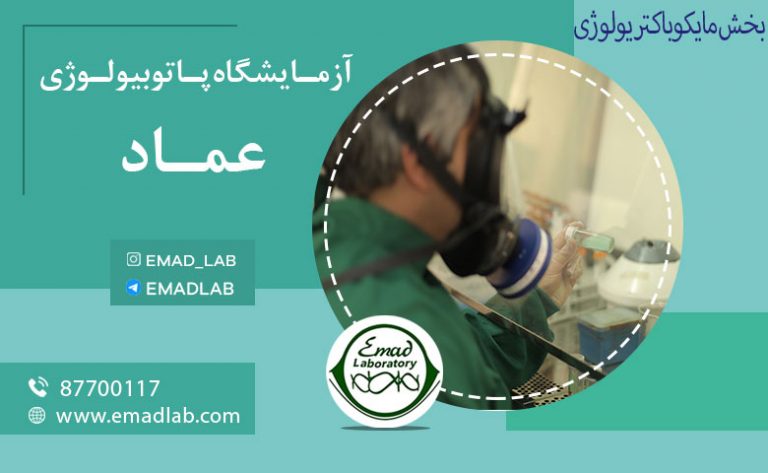 بخش مایکوباکتریولوژی
آزمایشگاه پاتوبیولوژی
عماد
EMAD_LAB
EMADLAB
Emad
Laboratory
87700117
www.emadlab.com